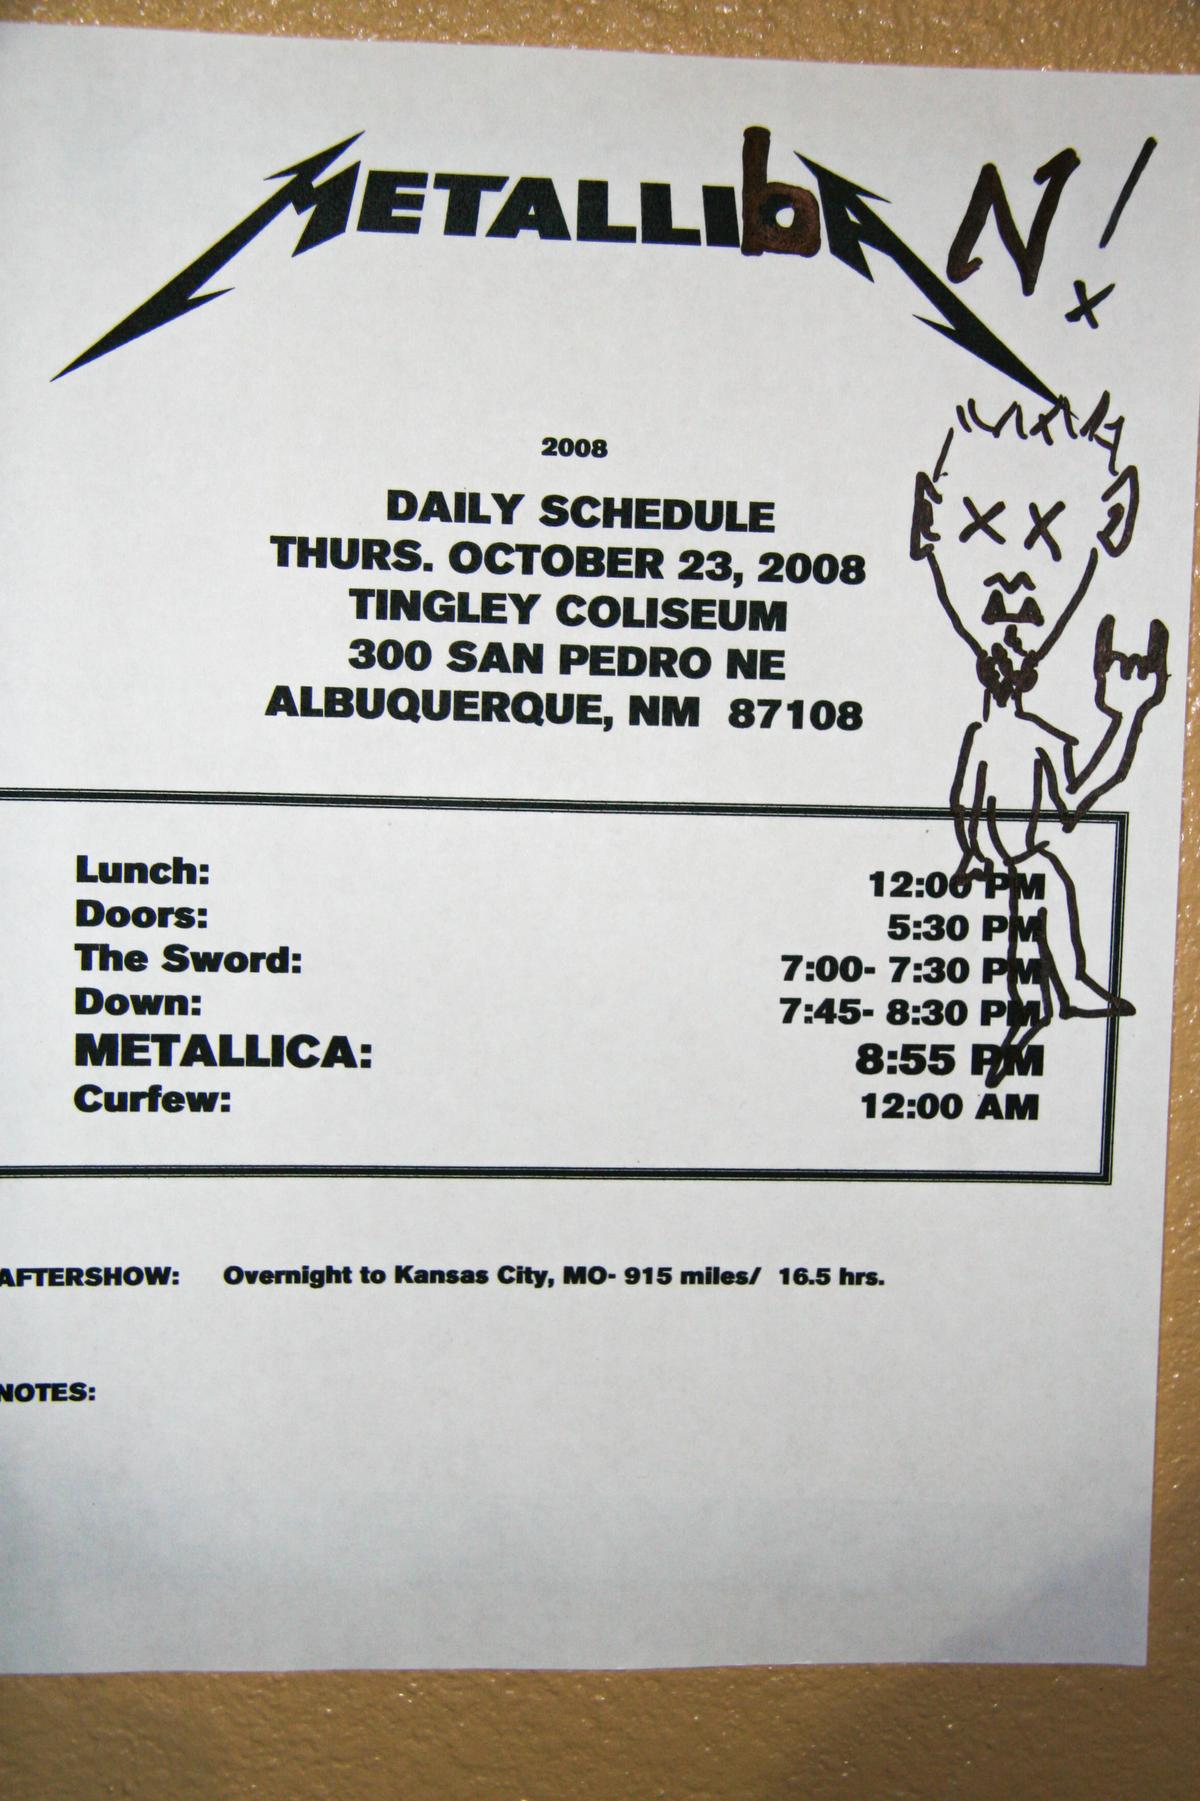 METALLIbA N!
2008
DAILY SCHEDULE
THURS. OCTOBER 23, 2008
TINGLEY COLISEUM
300 SAN PEDRO NE
ALBUQUERQUE, NM 87108
Lunch: 12:00 PM
Doors: 5:30 PM
The Sword: 7:00- 7:30 PM
Down: 7:45- 8:30 PM
METALLICA: 8:55 PM
Curfew: 12:00 AM
AFTERSHOW: Overnight to Kansas City, MO- 915 miles/ 16.5 hrs.
NOTES: